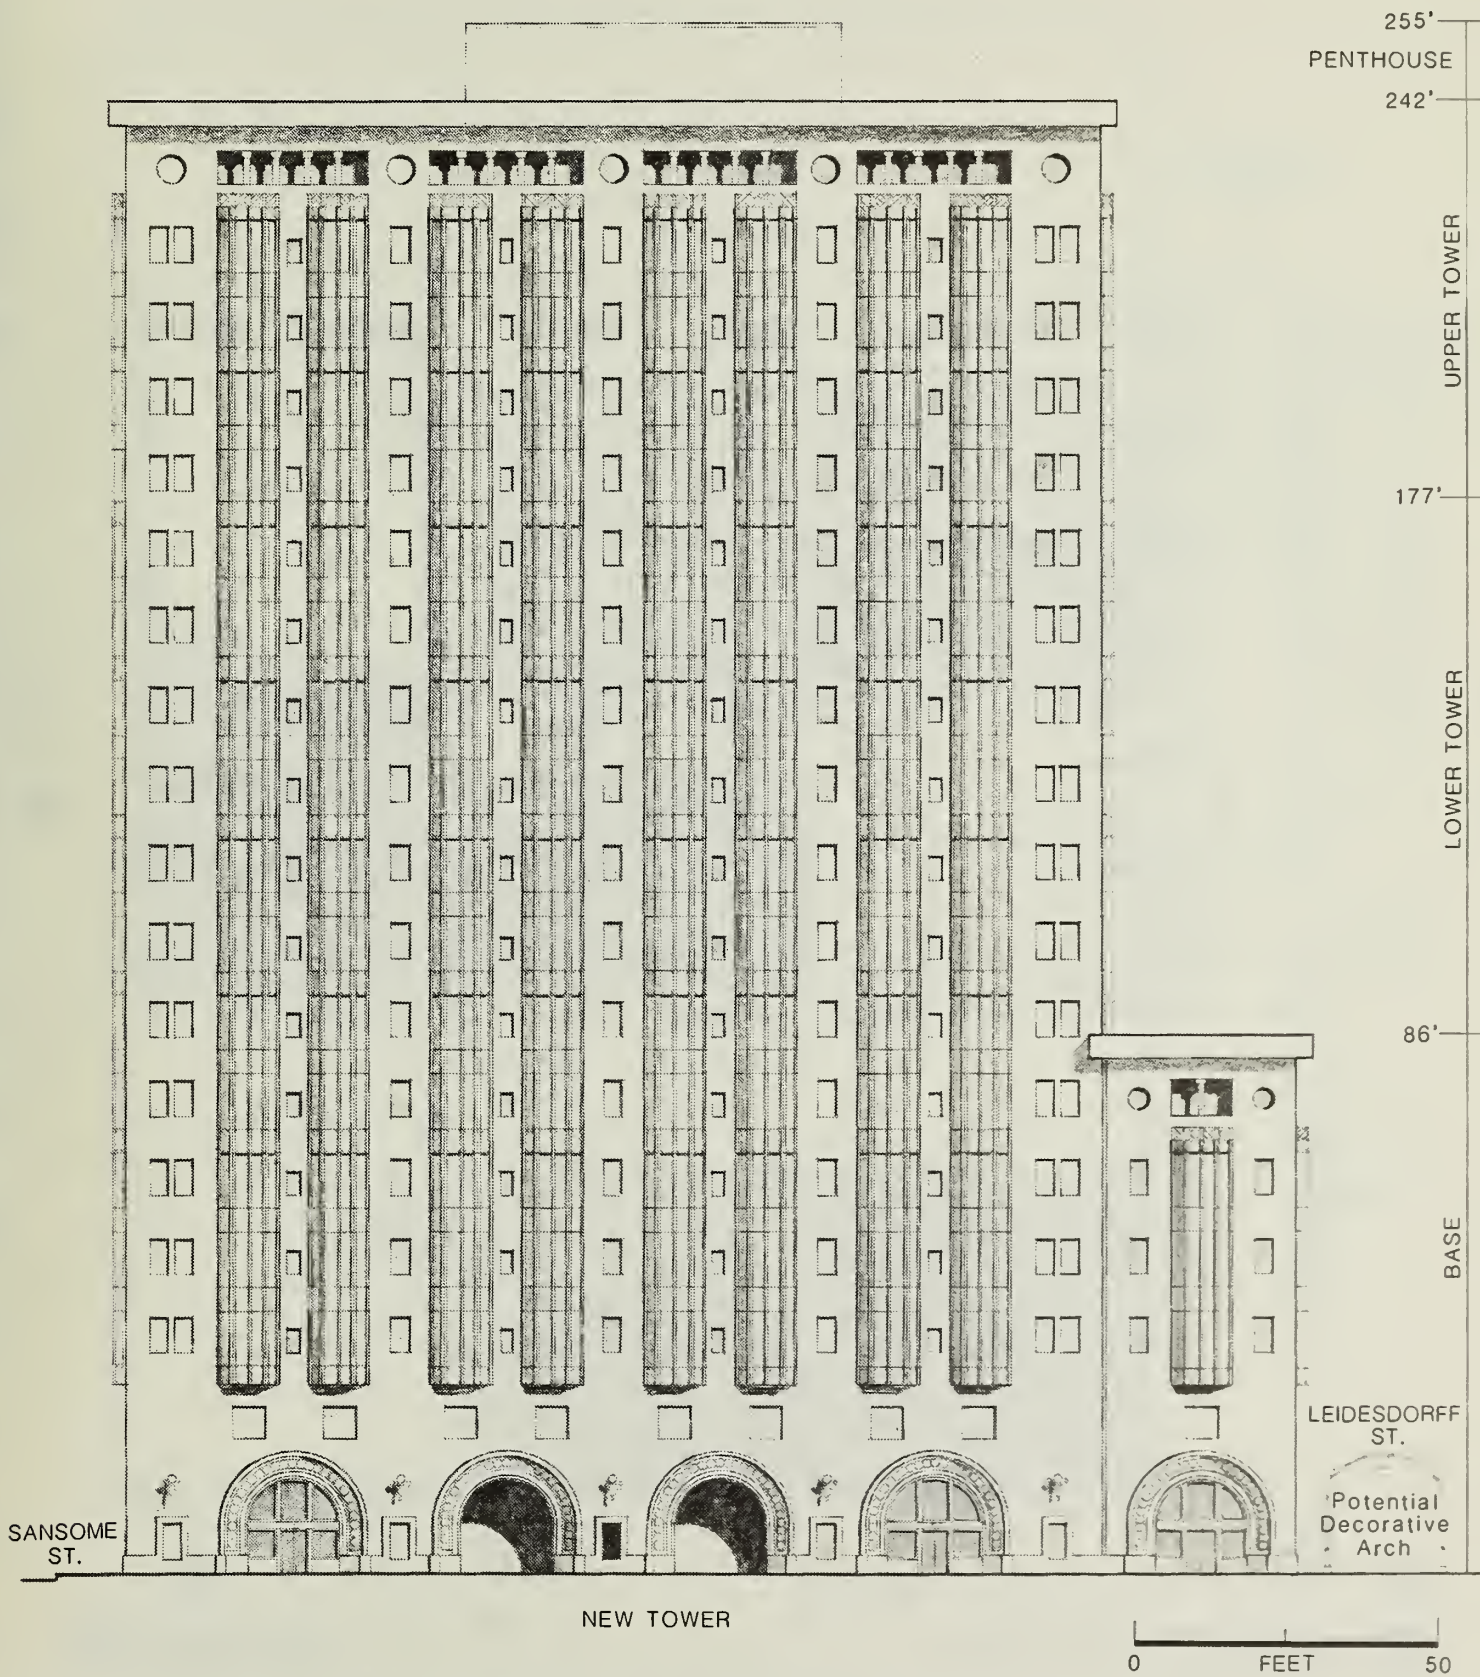 255'
PENTHOUSE
242'
UPPER TOWER
177'
LOWER TOWER
86'
BASE
LEIDESDORFF
ST.
Potential
Decorative
Arch
SANSOME
ST.
NEW TOWER
0 FEET 50